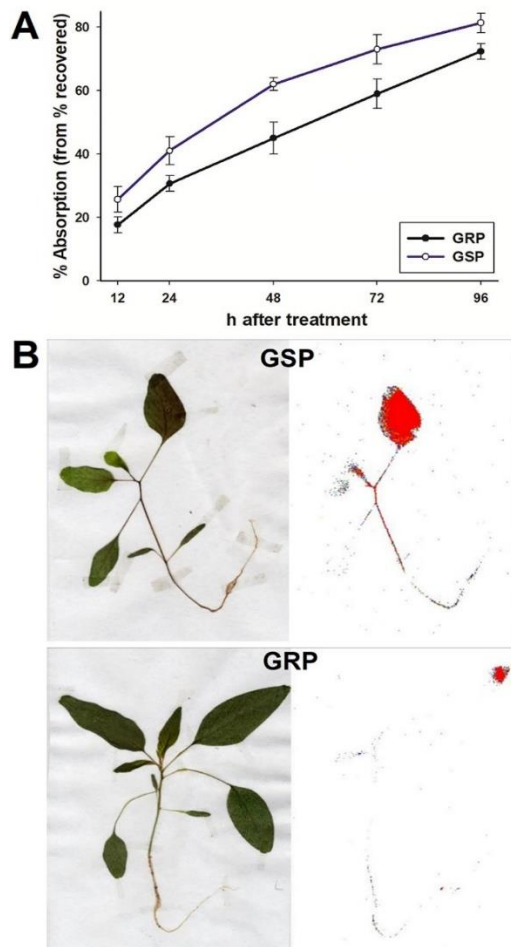 A
% Absorption (from % recovered)
80
60
40
20
0
GRP
GSP
12 24 48 72 96
h after treatment
B
GSP
GRP